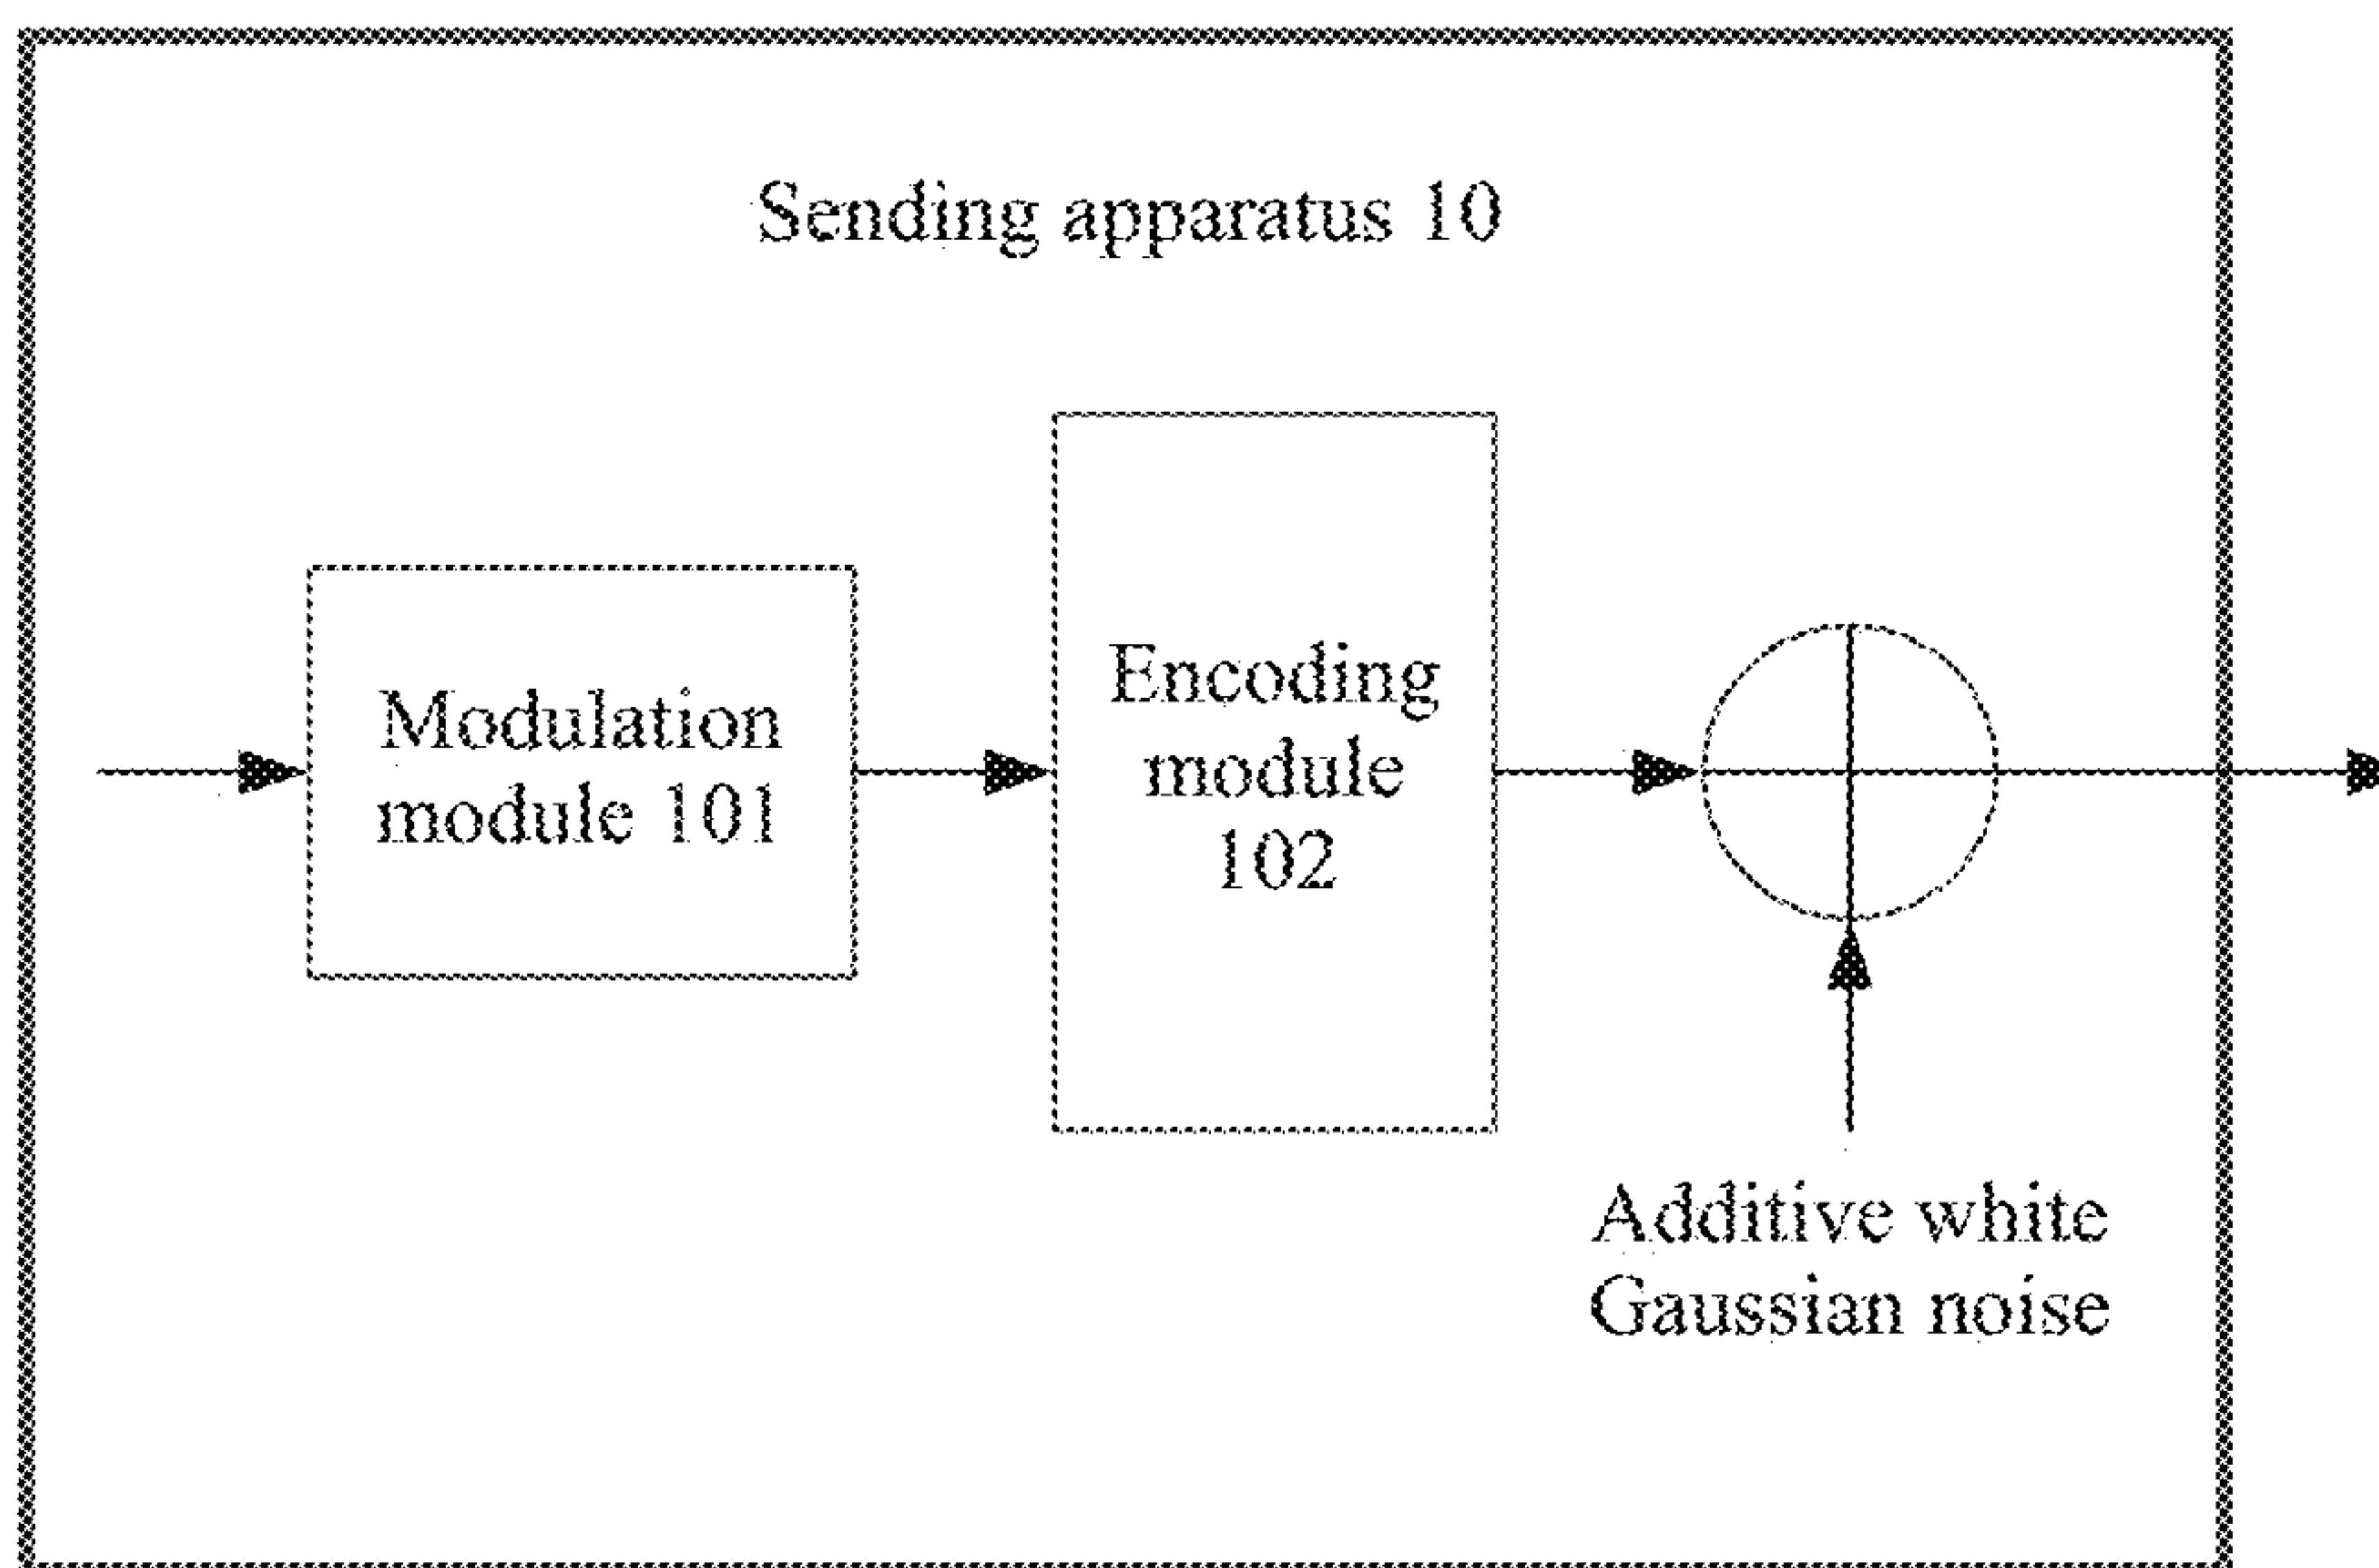 Sending apparatus 10
Modulation
module 101
Encoding
module
102
Additive white
Gaussian noise